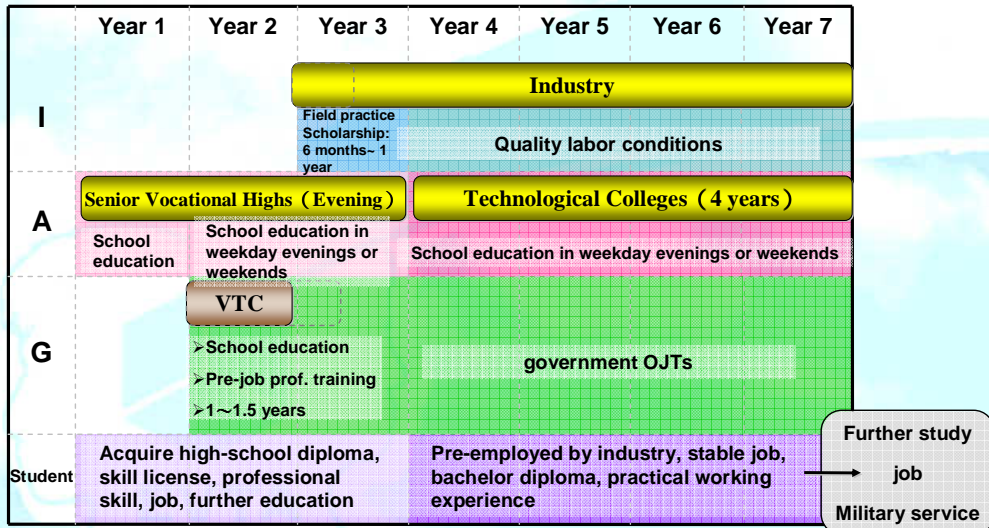 Year 1 Year 2 Year 3 Year 4 Year 5 Year 6 Year 7
I
Industry
Field practice
Scholarship:
6 months~ 1
year
Quality labor conditions
A
Senior Vocational Highs（Evening）
Technological Colleges（4 years）
School
education
School education in
weekday evenings or
weekends
School education in weekday evenings or weekends
G
VTC
➢School education
➢Pre-job prof. training
➢1～1.5 years
government OJTs
Student
Acquire high-school diploma,
skill license, professional
skill, job, further education
Pre-employed by industry, stable job,
bachelor diploma, practical working
experience
Further study
job
Military service